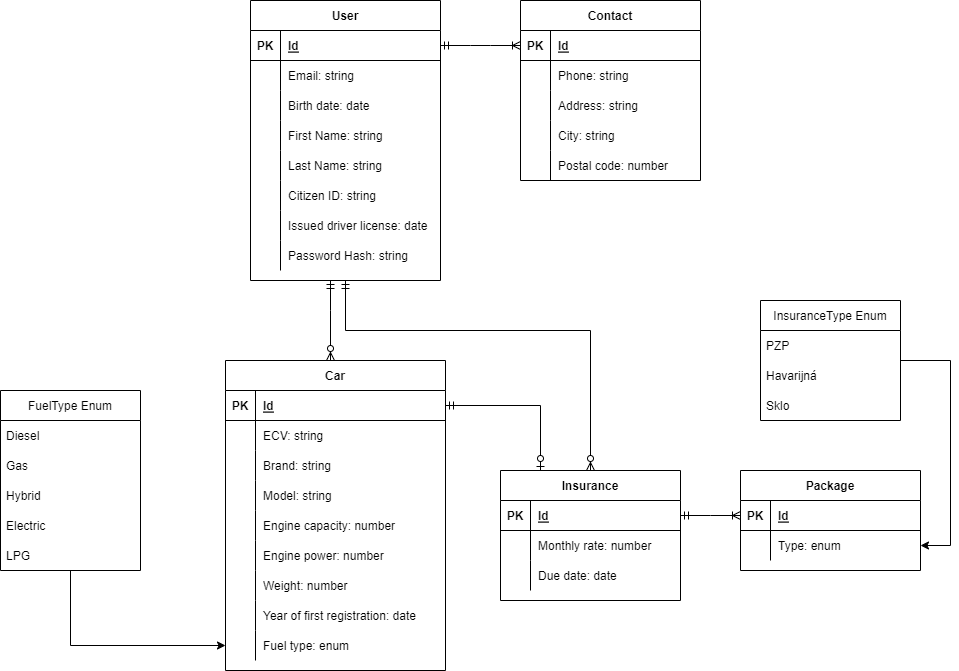 User
PK Id
Email: string
Birth date: date
First Name: string
Last Name: string
Citizen ID: string
Issued driver license: date
Password Hash: string
Contact
PK Id
Phone: string
Address: string
City: string
Postal code: number
FuelType Enum
Diesel
Gas
Hybrid
Electric
LPG
Car
PK Id
ECV: string
Brand: string
Model: string
Engine capacity: number
Engine power: number
Weight: number
Year of first registration: date
Fuel type: enum
InsuranceType Enum
PZP
Havarijná
Sklo
Insurance
PK Id
Monthly rate: number
Due date: date
Package
PK Id
Type: enum